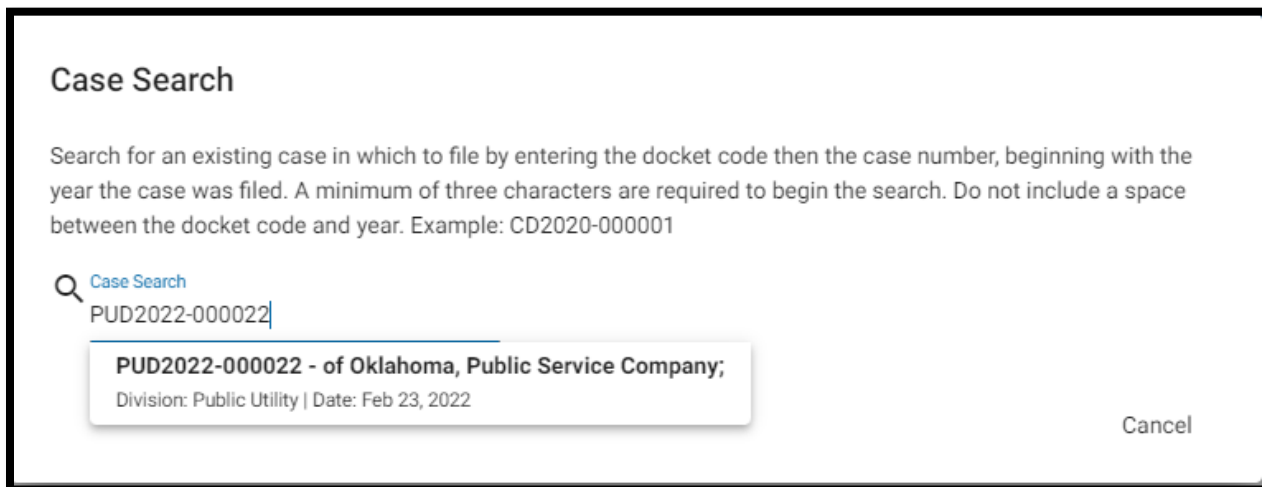 Case Search
Search for an existing case in which to file by entering the docket code then the case number, beginning with the
year the case was filed. A minimum of three characters are required to begin the search. Do not include a space
between the docket code and year. Example: CD2020-000001
Case Search
PUD2022-000022
PUD2022-000022 - of Oklahoma, Public Service Company;
Division: Public Utility | Date: Feb 23, 2022
Cancel